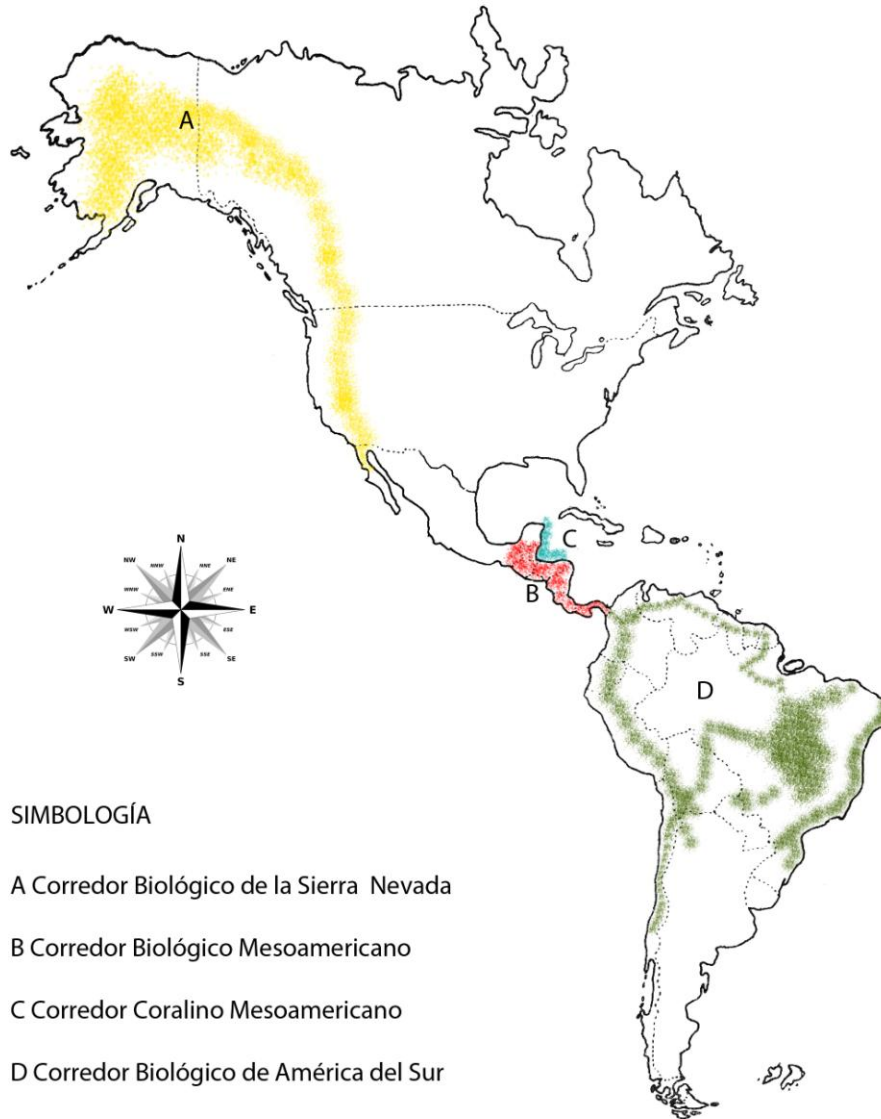 A
C
B
D
N
NNW
NNE
NW
NE
WNW
ENE
W
E
WSW
ESE
SW
SE
SSW
SSE
S
SIMBOLOGÍA
A Corredor Biológico de la Sierra Nevada
B Corredor Biológico Mesoamericano
C Corredor Coralino Mesoamericano
D Corredor Biológico de América del Sur